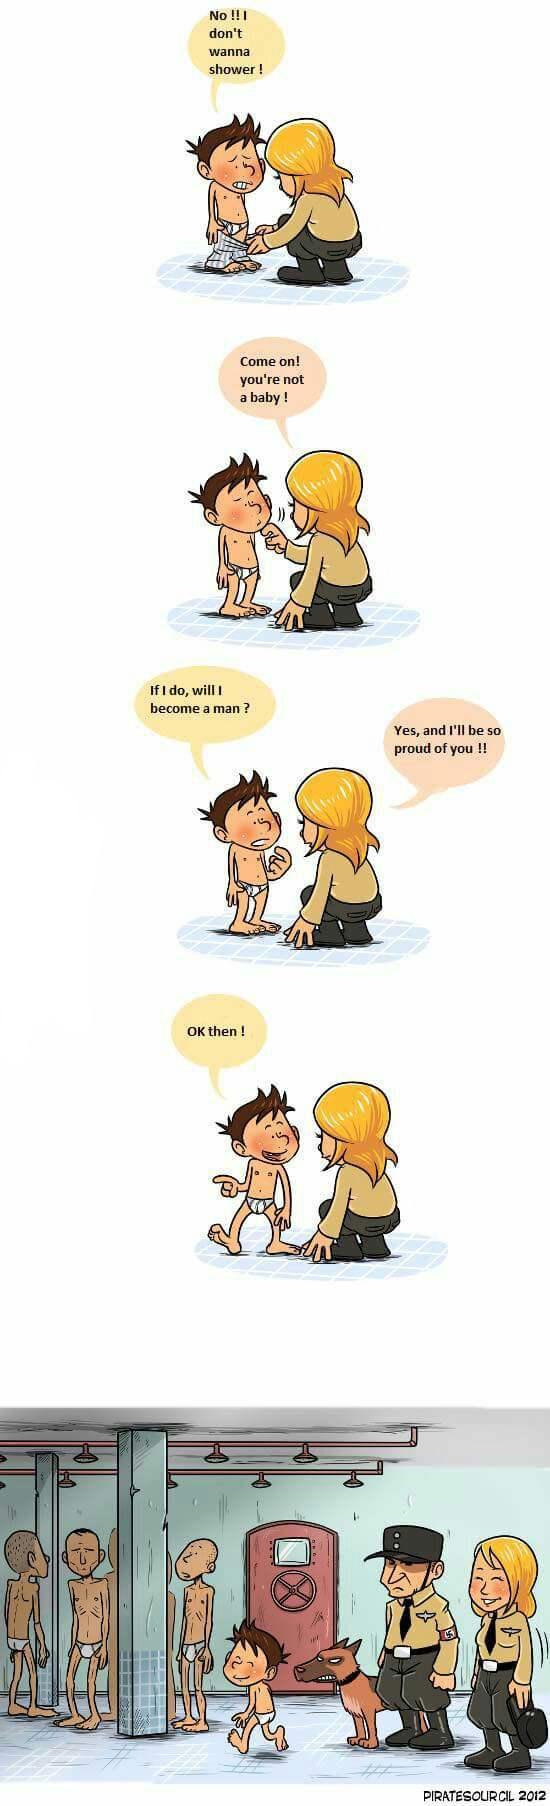 No !! I
don't
wanna
shower !
Come on!
you're not
a baby !
If I do, will I
become a man ?
Yes, and I'll be so
proud of you !!
OK then !
PIRATESOURCIL 2012